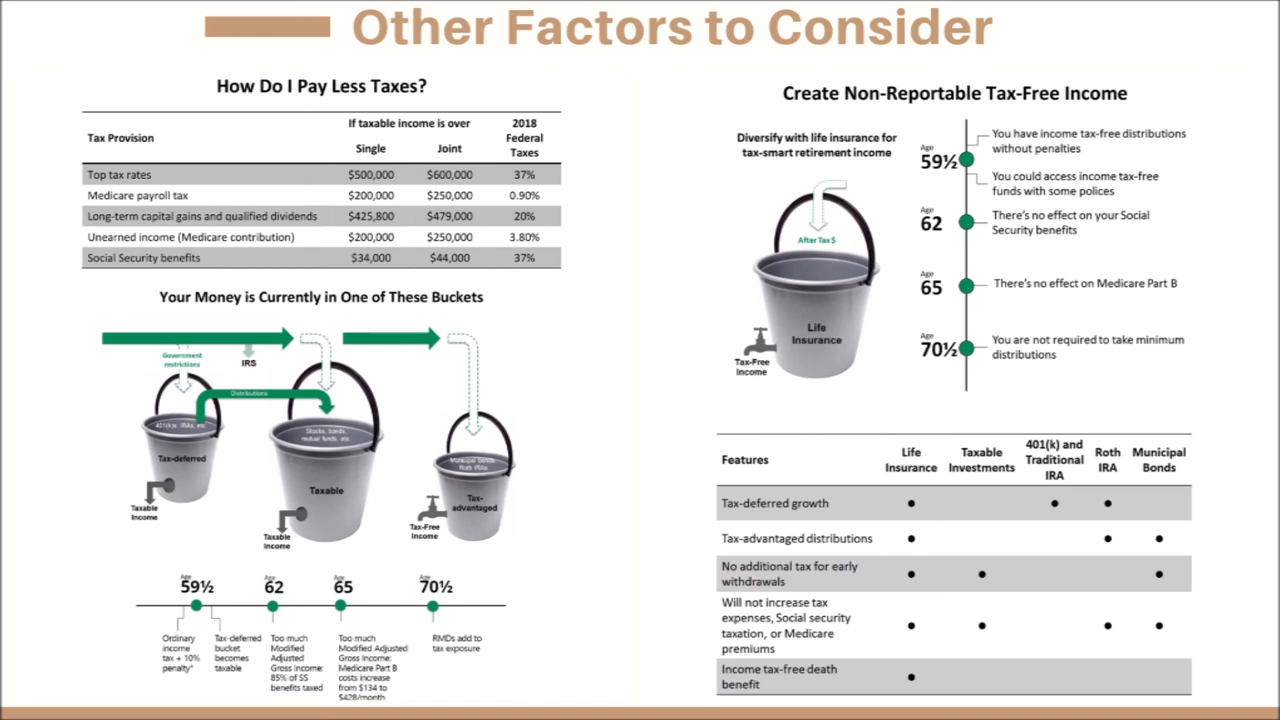 Other Factors to Consider
How Do I Pay Less Taxes?
Tax Provision
If taxable income is over
Single
Joint
2018
Federal
Taxes
Top tax rates $500,000 $600,000 37%
Medicare payroll tax $200,000 $250,000 0.90%
Long-term capital gains and qualified dividends $425,800 $479,000 20%
Unearned income (Medicare contribution) $200,000 $250,000 3.80%
Social Security benefits $34,000 $44,000 37%
Your Money is Currently in One of These Buckets
Government
restrictions
IRS
Distributions
401(k)s, IRAs, etc.
Tax-deferred
Taxable
Income
Stocks, bonds,
mutual funds, etc.
Taxable
Taxable
Income
Municipal bonds,
Roth IRAs
Tax-
advantaged
Tax-Free
Income
Age
59½
Age
62
Age
65
Age
70½
Ordinary
income
tax + 10%
penalty*
Tax-deferred
bucket
becomes
taxable
Too much
Modified
Adjusted
Gross Income:
85% of SS
benefits taxed
Too much
Modified Adjusted
Gross Income:
Medicare Part B
costs increase
from $134 to
$428/month
RMDs add to
tax exposure
Create Non-Reportable Tax-Free Income
Diversify with life insurance for
tax-smart retirement income
After Tax $
Life
Insurance
Tax-Free
Income
Age
59½
You have income tax-free distributions
without penalties
You could access income tax-free
funds with some polices
Age
62
There's no effect on your Social
Security benefits
Age
65
There's no effect on Medicare Part B
Age
70½
You are not required to take minimum
distributions
Features
Life
Insurance
Taxable
Investments
401(k) and
Traditional
IRA
Roth
IRA
Municipal
Bonds
Tax-deferred growth
Tax-advantaged distributions
No additional tax for early
withdrawals
Will not increase tax
expenses, Social security
taxation, or Medicare
premiums
Income tax-free death
benefit